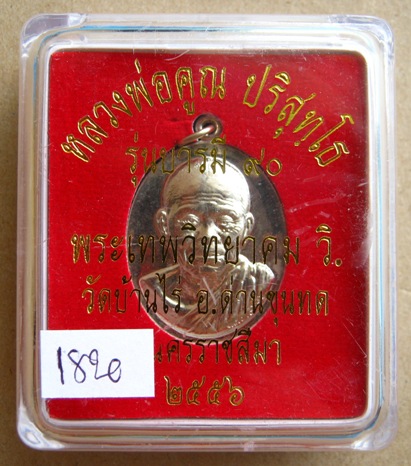 หลวงพ่อคูณ ปริสุทฺโธ
รุ่นบารมี ๙๐
พระเทพวิทยาคม วิ.
วัดบ้านไร่ อ.ด่านขุนทด
นครราชสีมา
๒๕๕๖
1820